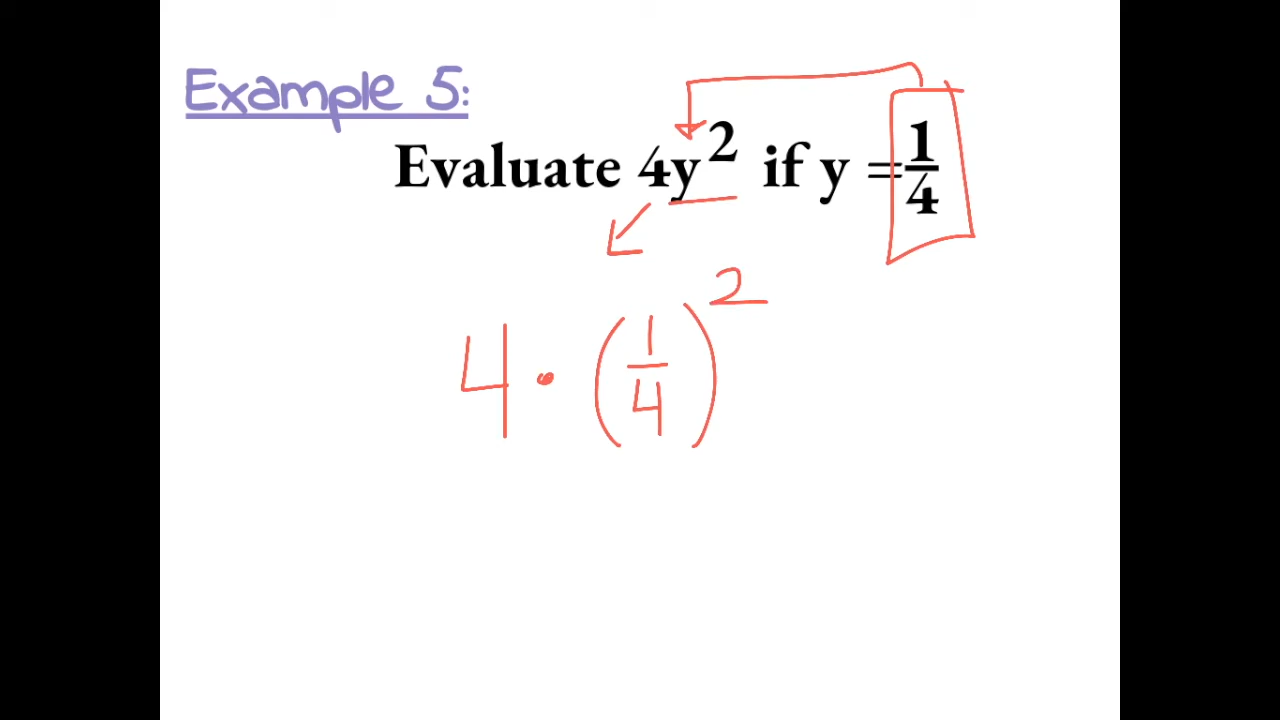 Example 5:
Evaluate 4y² if y = 1/4
4 · (1/4)²